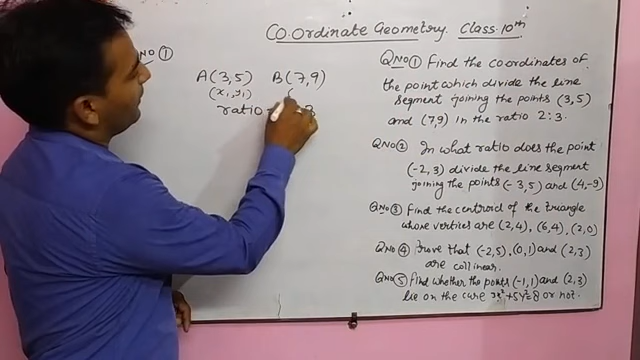 CO-Ordinate Geometry. Class-10th
NO ①
A(3,5) B(7,9)
(x₁,y₁) (
ratio
QNO① Find the coordinates of
the point which divide the line
segment joining the points (3,5)
and (7,9) in the ratio 2:3.
QNO② In what ratio does the point
(-2,3) divide the line segment
joining the points (-3,5) and (4,-9)
QNO③ Find the centroid of the triangle
whose vertices are (2,4), (6,4), (2,0)
QNO④ Prove that (-2,5), (0,1) and (2,3)
are collinear.
QNO⑤ Find whether the points (-1,1) and (2,3)
lie on the curve x²+5y²=8 or not.